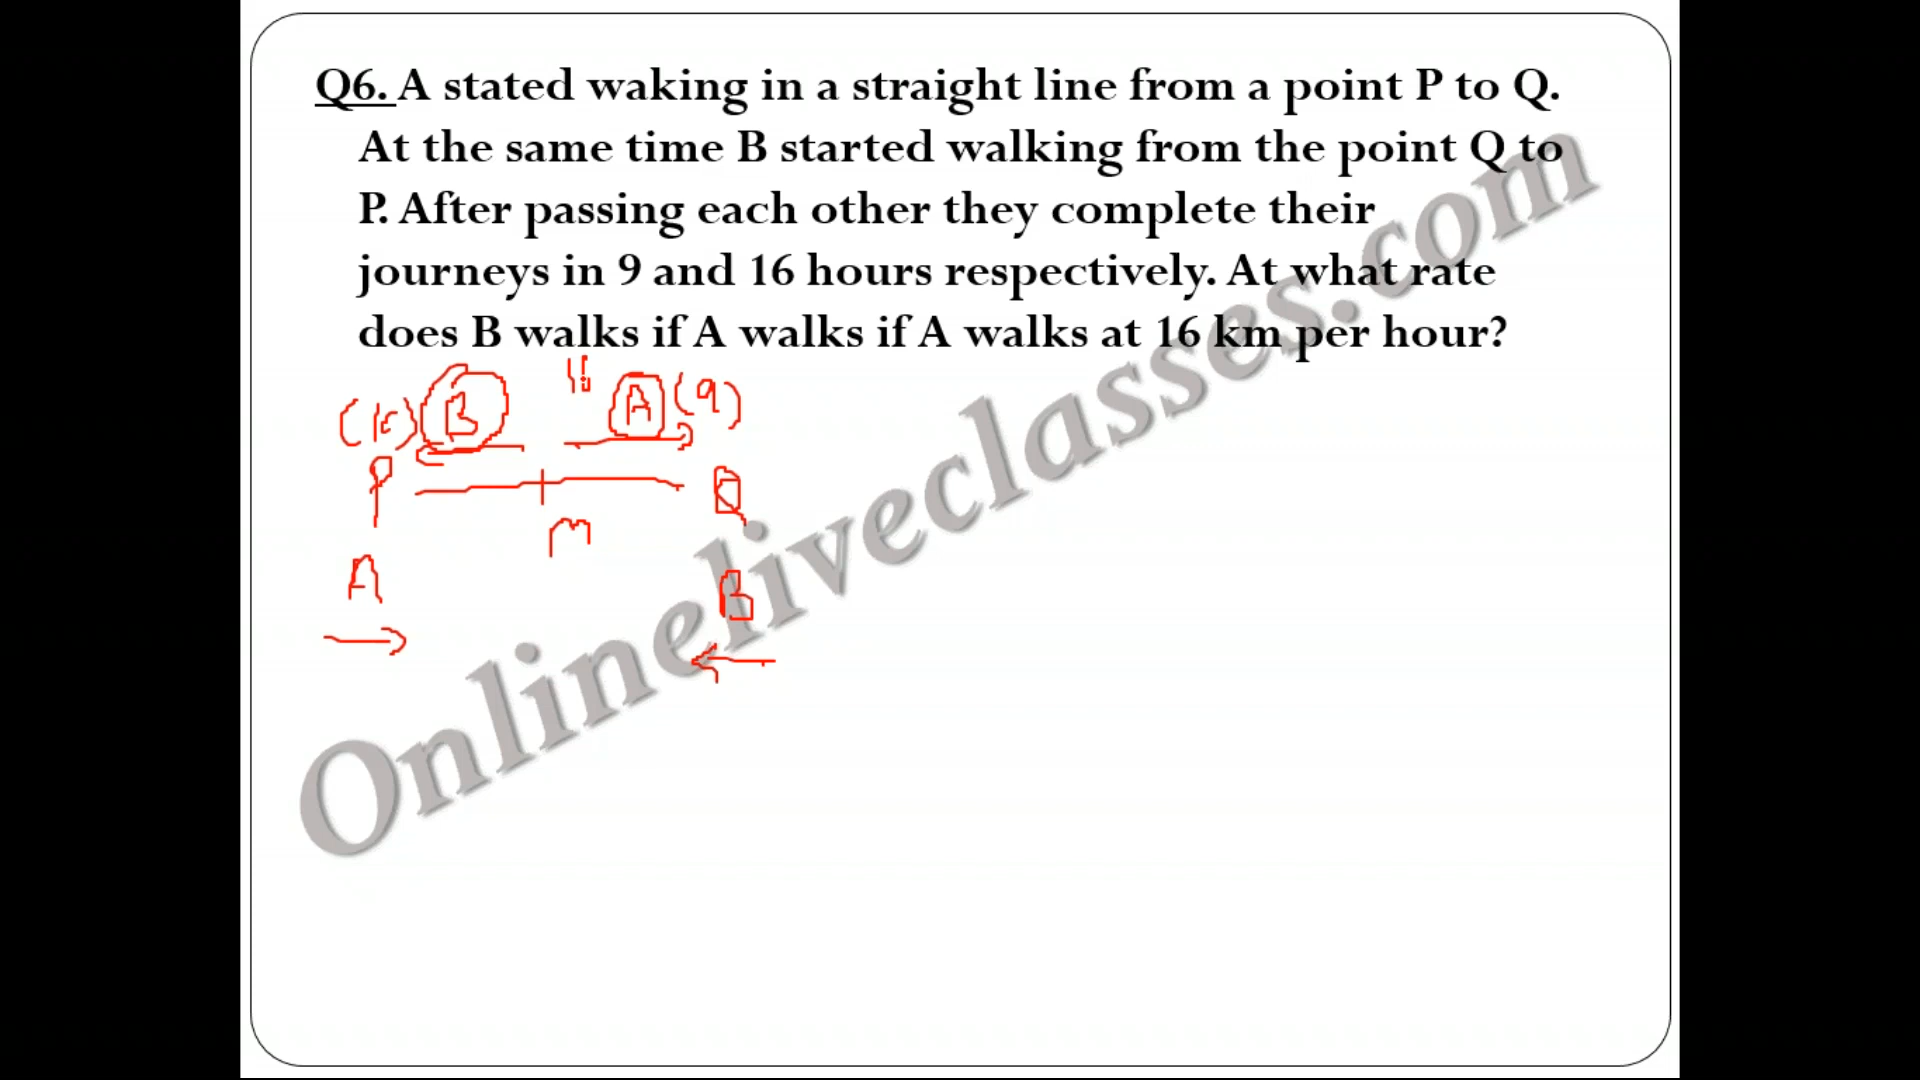 Q6. A stated waking in a straight line from a point P to Q.
At the same time B started walking from the point Q to
P. After passing each other they complete their
journeys in 9 and 16 hours respectively. At what rate
does B walks if A walks if A walks at 16 km per hour?
16
(16) B A (9)
P Q
M
A B
Onlineliveclasses.com